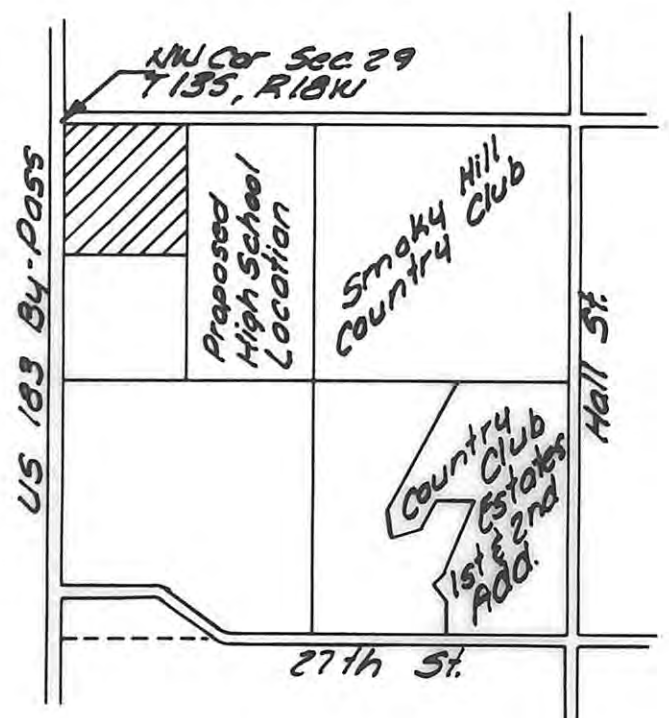 NW Cor Sec. 29
T13S, R18W
US 183 By-Pass
Proposed
High School
Location
Smoky Hill
Country Club
Hall St.
Country
Club
Estates
1st & 2nd
Add.
27th St.